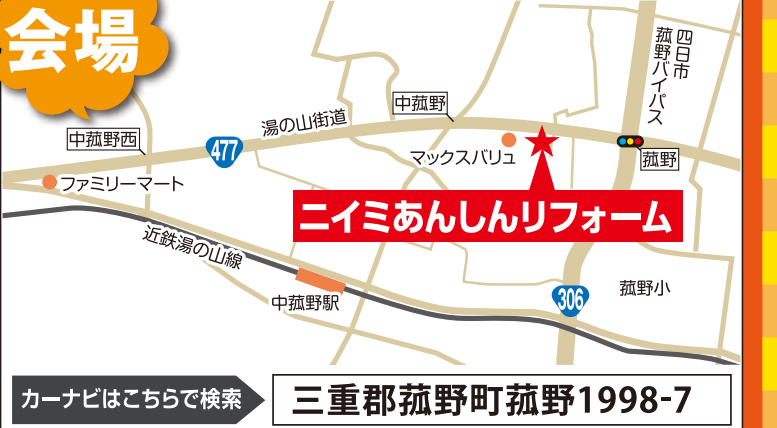 会場
四日市
菰野バイパス
中菰野
湯の山街道
中菰野西
477
マックスバリュ
菰野
ファミリーマート
ニイミあんしんリフォーム
近鉄湯の山線
中菰野駅
306
菰野小
カーナビはこちらで検索
三重郡菰野町菰野1998-7